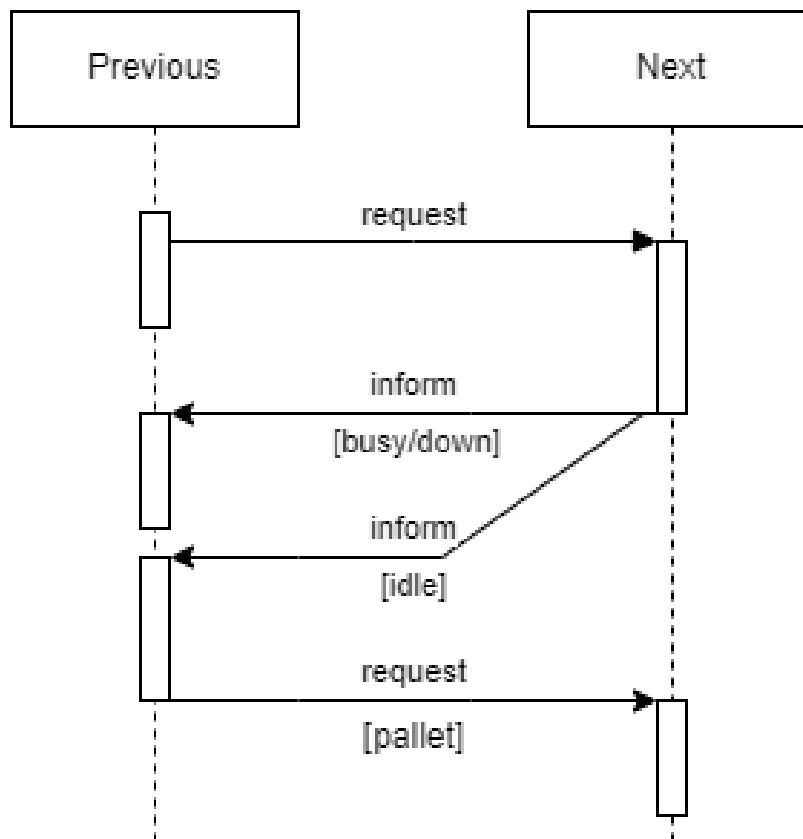 Previous
Next
request
inform
[busy/down]
inform
[idle]
request
[pallet]